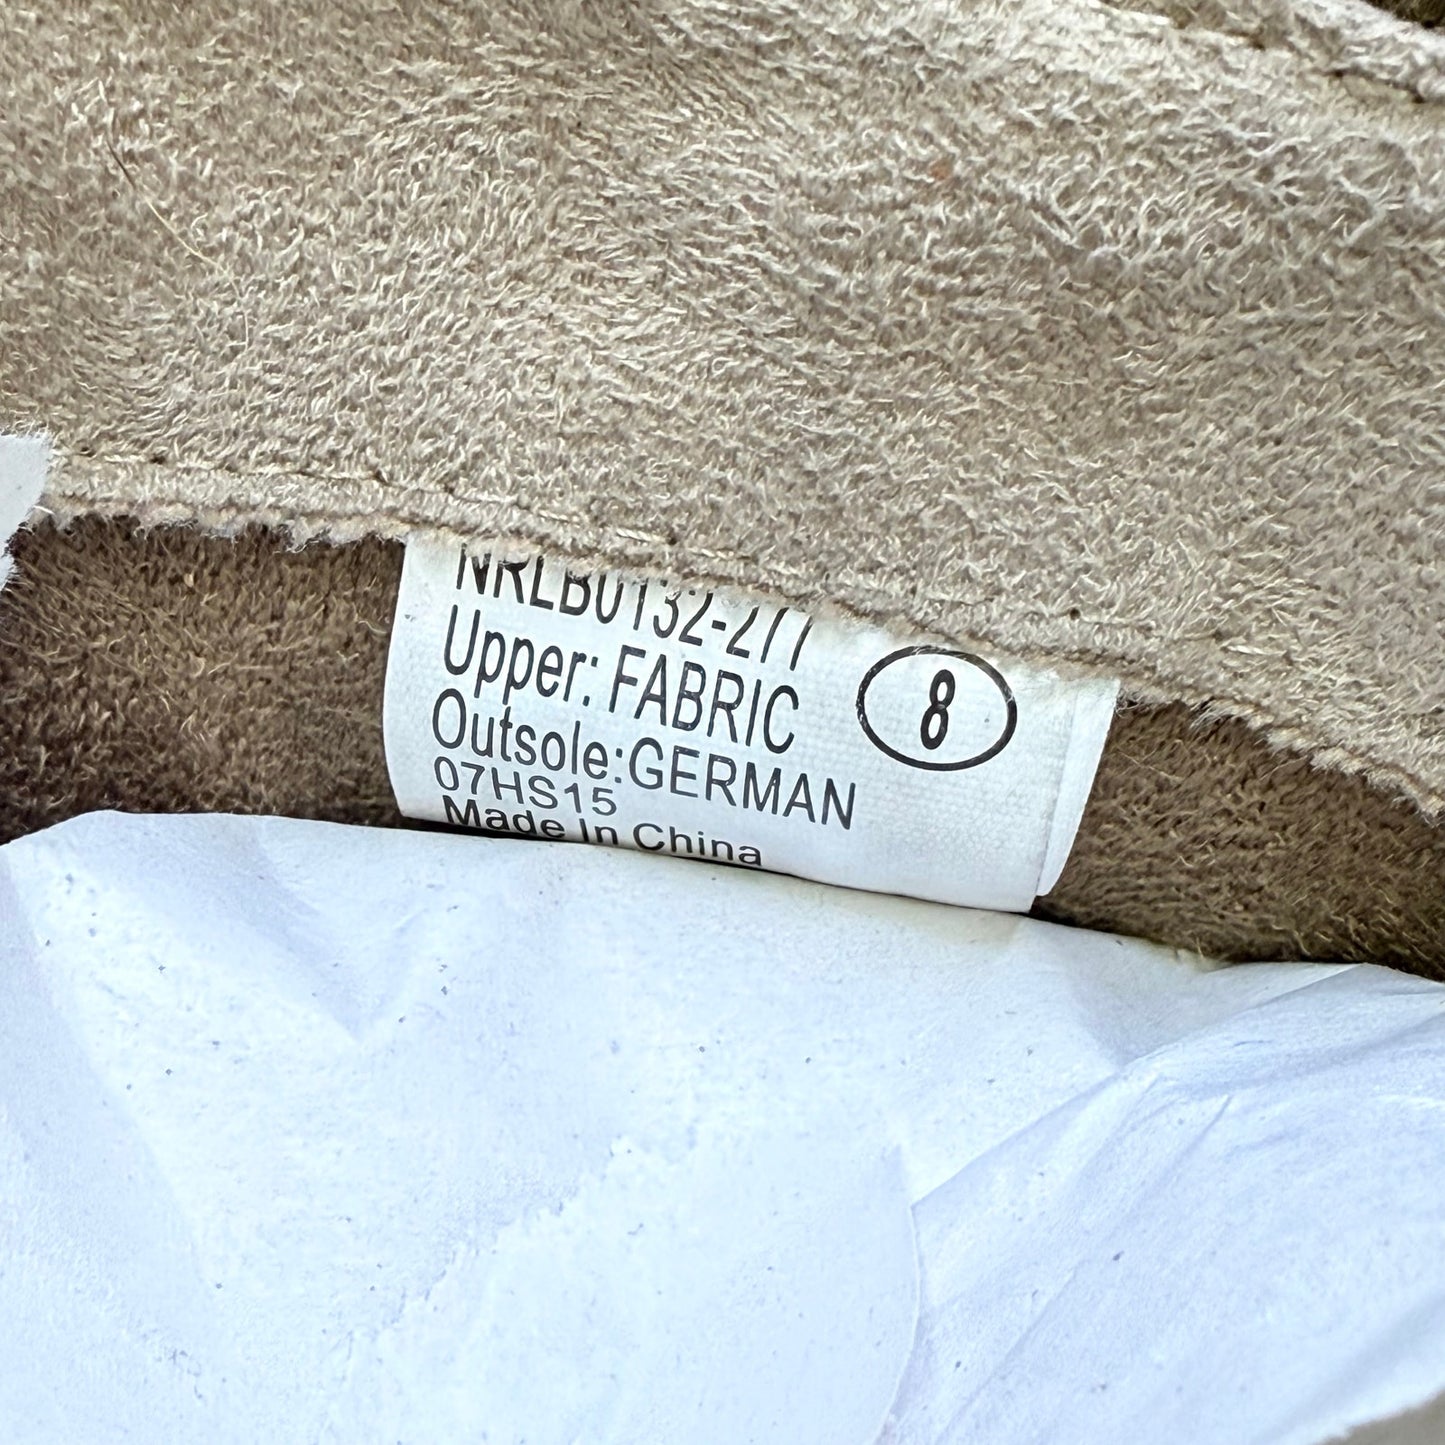 NRLB0132-277
Upper: FABRIC
8
Outsole:GERMAN
07HS15
Made In China